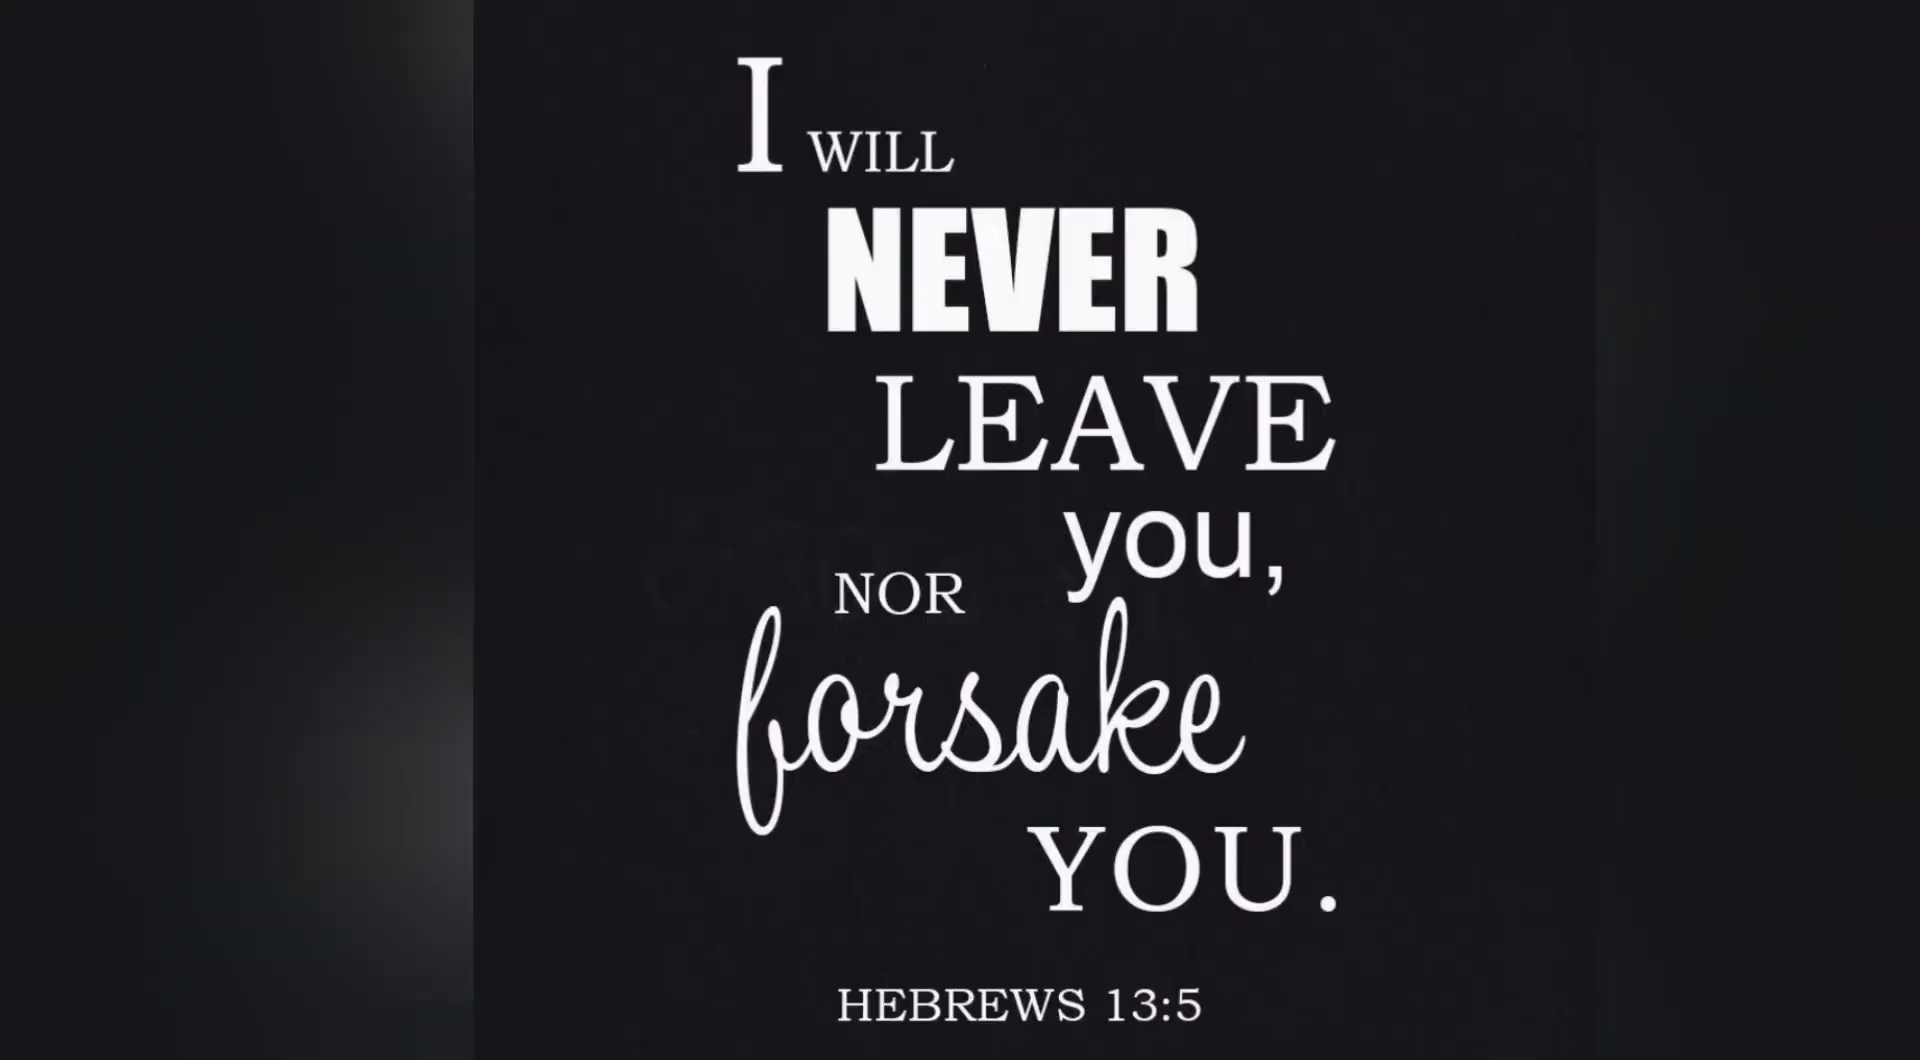 I WILL
NEVER
LEAVE
you,
NOR
forsake
YOU.
HEBREWS 13:5